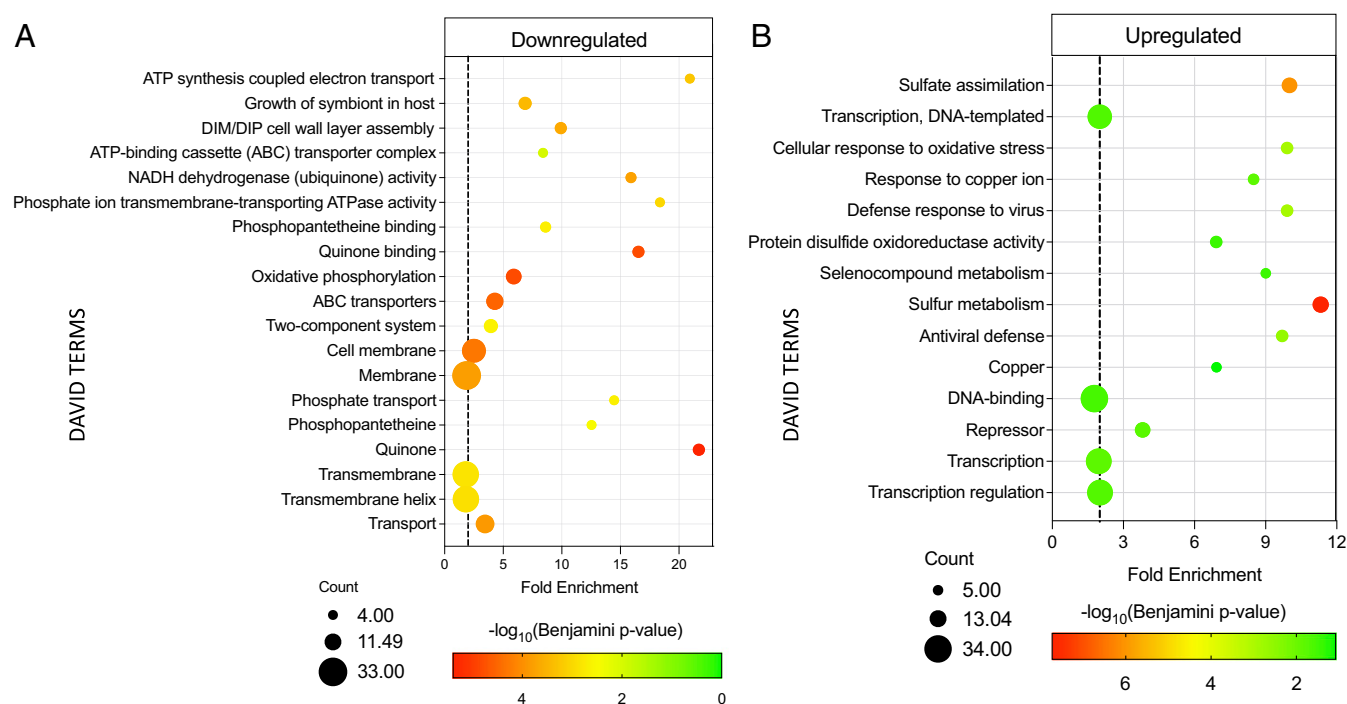 A
Downregulated
ATP synthesis coupled electron transport
Growth of symbiont in host
DIM/DIP cell wall layer assembly
ATP-binding cassette (ABC) transporter complex
NADH dehydrogenase (ubiquinone) activity
Phosphate ion transmembrane-transporting ATPase activity
Phosphopantetheine binding
Quinone binding
Oxidative phosphorylation
ABC transporters
Two-component system
Cell membrane
Membrane
Phosphate transport
Phosphopantetheine
Quinone
Transmembrane
Transmembrane helix
Transport
DAVID TERMS
0 5 10 15 20
Fold Enrichment
Count
4.00
11.49
33.00
-log10(Benjamini p-value)
4 2 0
B
Upregulated
Sulfate assimilation
Transcription, DNA-templated
Cellular response to oxidative stress
Response to copper ion
Defense response to virus
Protein disulfide oxidoreductase activity
Selenocompound metabolism
Sulfur metabolism
Antiviral defense
Copper
DNA-binding
Repressor
Transcription
Transcription regulation
DAVID TERMS
0 3 6 9 12
Fold Enrichment
Count
5.00
13.04
34.00
-log10(Benjamini p-value)
6 4 2